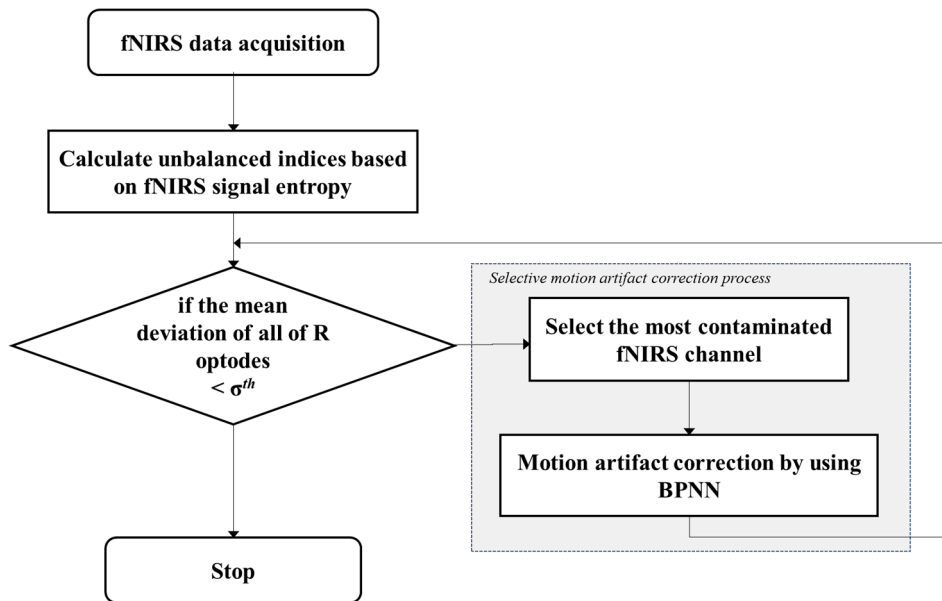 fNIRS data acquisition
Calculate unbalanced indices based
on fNIRS signal entropy
if the mean
deviation of all of R
optodes
< σᵗʰ
Selective motion artifact correction process
Select the most contaminated
fNIRS channel
Motion artifact correction by using
BPNN
Stop